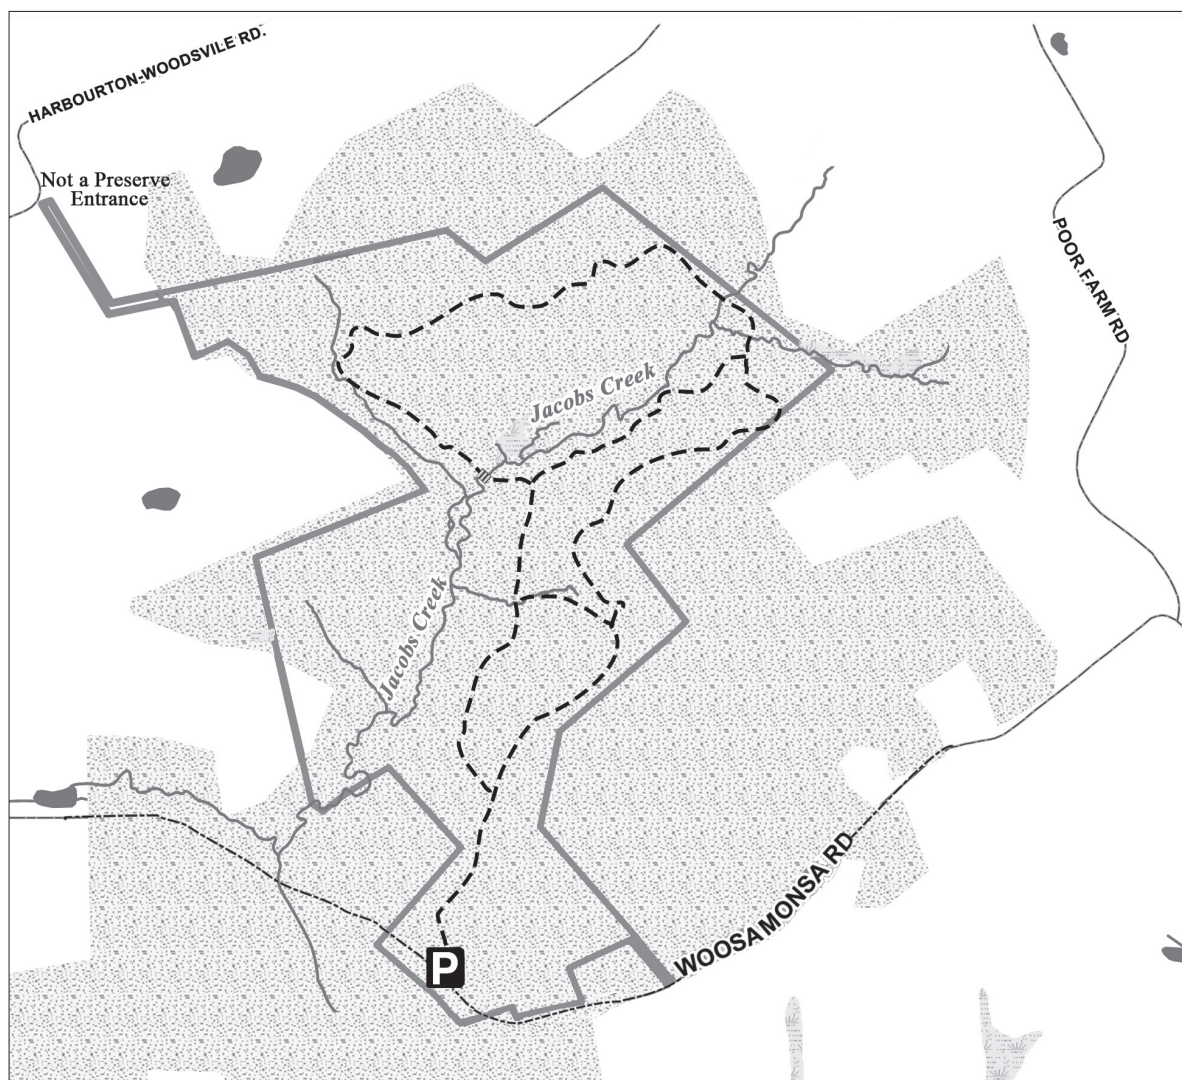 HARBOURTON-WOODSVILE RD.
Not a Preserve
Entrance
POOR FARM RD
Jacobs Creek
Jacobs Creek
WOOSAMONSA RD
P